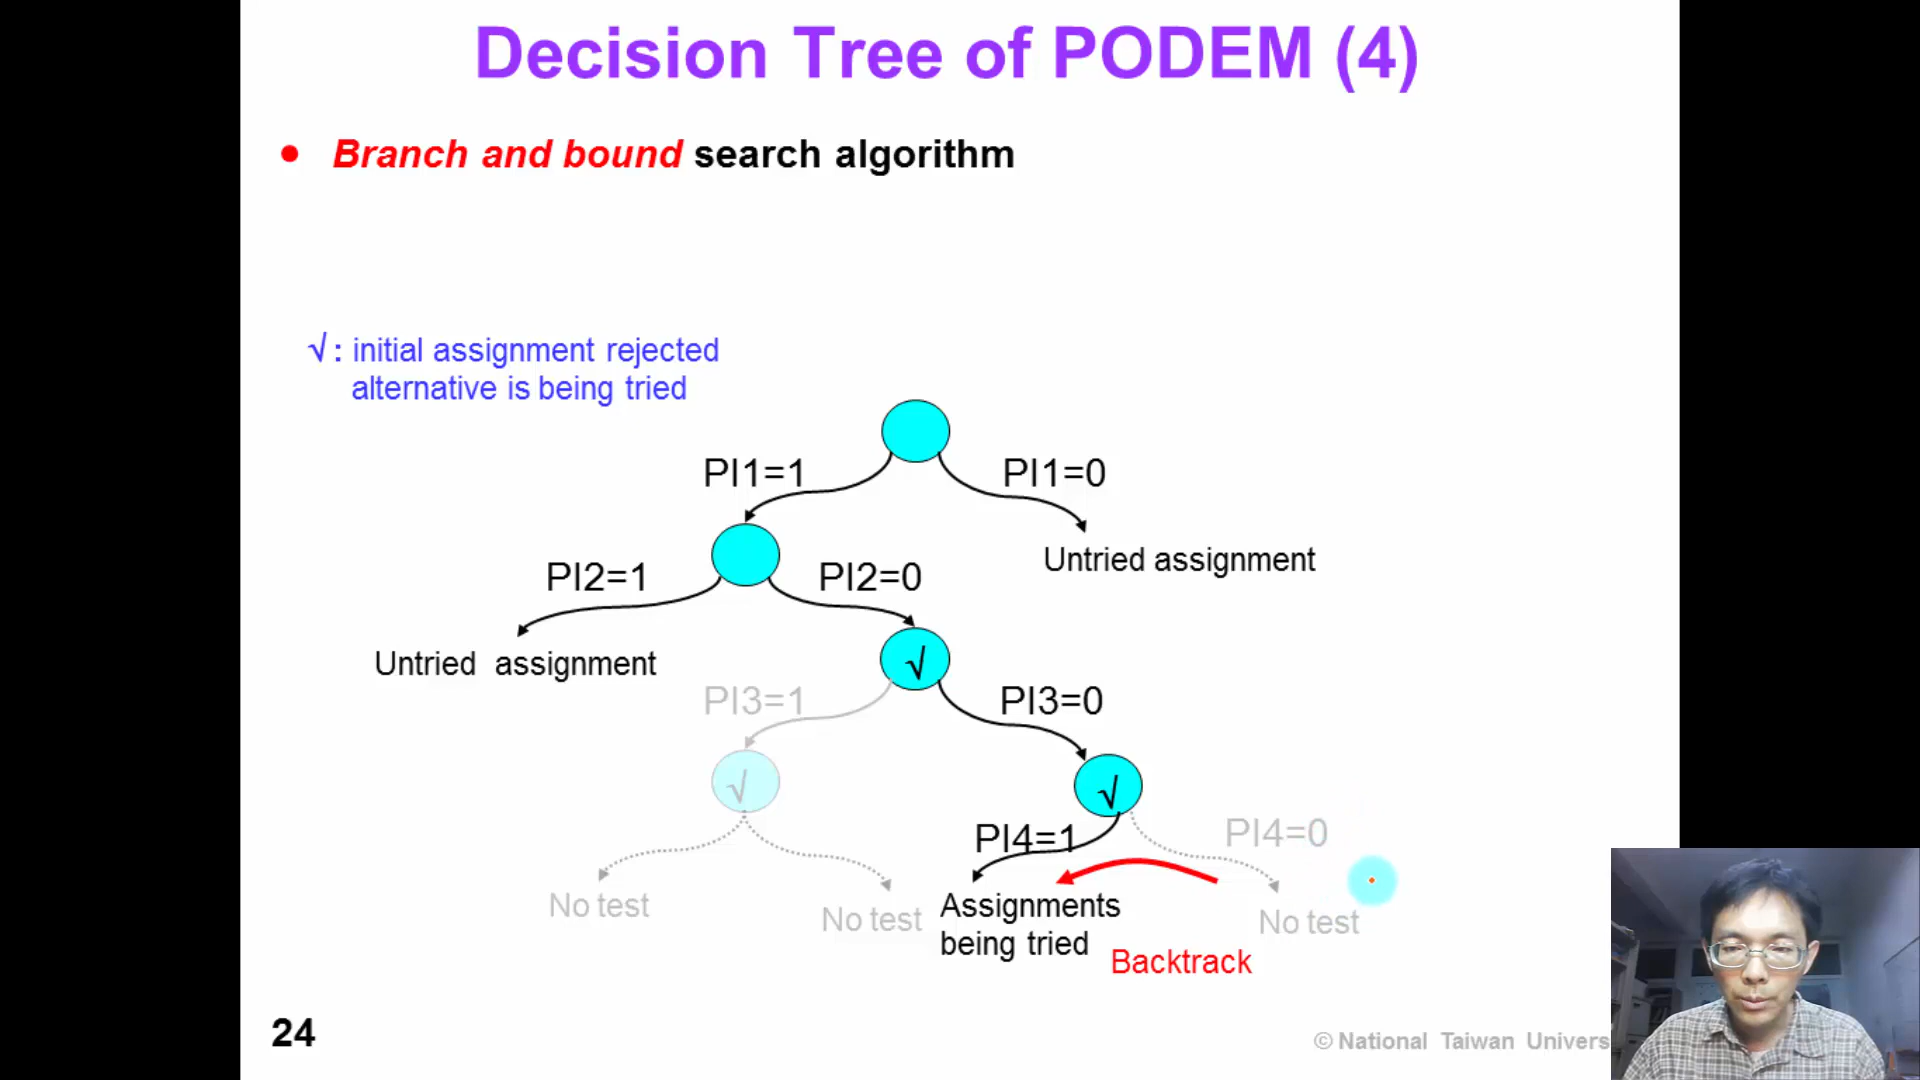 Decision Tree of PODEM (4)
• Branch and bound search algorithm
√ : initial assignment rejected
alternative is being tried
PI1=1
PI1=0
Untried assignment
PI2=1
PI2=0
Untried assignment
√
PI3=1
PI3=0
√
√
PI4=1
PI4=0
No test
No test
Assignments
being tried
No test
Backtrack
24
© National Taiwan Univers